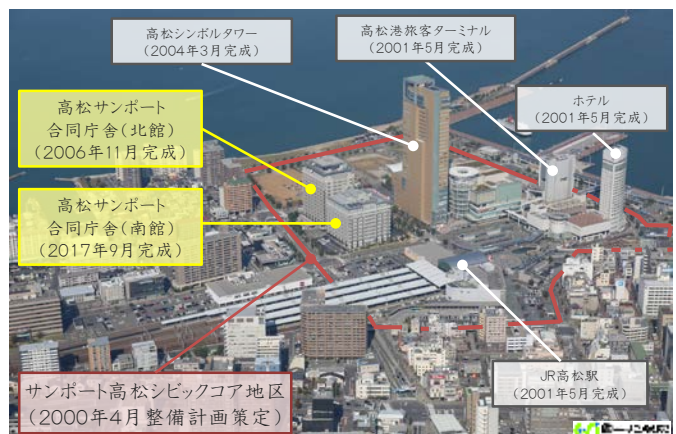 高松シンボルタワー
(2004年3月完成)
高松港旅客ターミナル
(2001年5月完成)
ホテル
(2001年5月完成)
高松サンポート
合同庁舎(北館)
(2006年11月完成)
高松サンポート
合同庁舎(南館)
(2017年9月完成)
サンポート高松シビックコア地区
(2000年4月整備計画策定)
JR高松駅
(2001年5月完成)